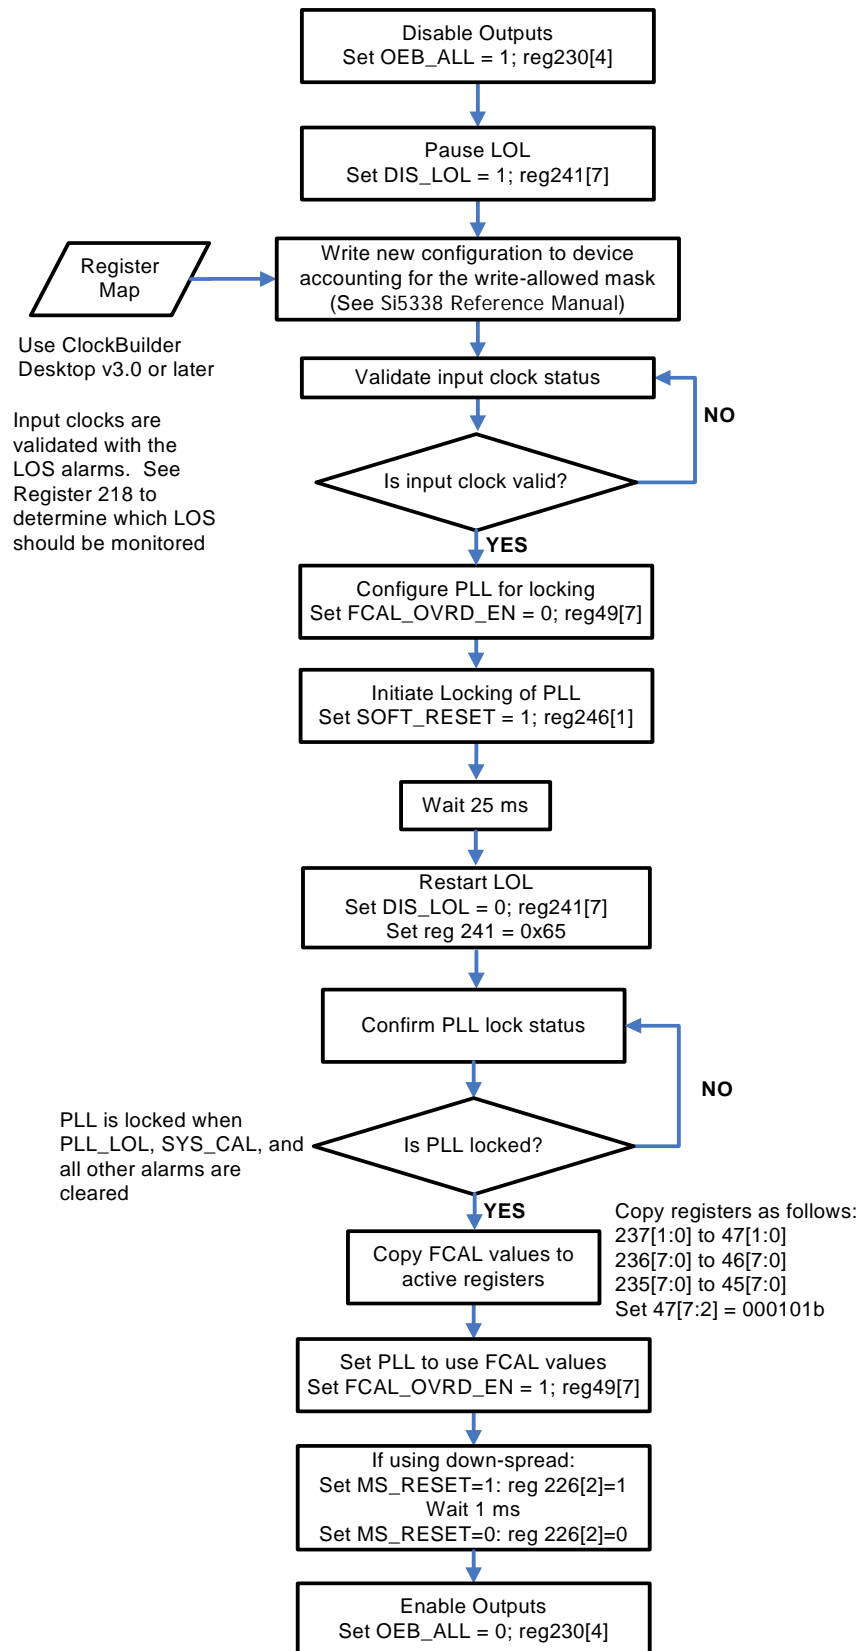 Disable Outputs
Set OEB_ALL = 1; reg230[4]
Pause LOL
Set DIS_LOL = 1; reg241[7]
Register
Map
Write new configuration to device
accounting for the write-allowed mask
(See Si5338 Reference Manual)
Use ClockBuilder
Desktop v3.0 or later
Validate input clock status
NO
Input clocks are
validated with the
LOS alarms.  See
Register 218 to
determine which LOS
should be monitored
Is input clock valid?
YES
Configure PLL for locking
Set FCAL_OVRD_EN = 0; reg49[7]
Initiate Locking of PLL
Set SOFT_RESET = 1; reg246[1]
Wait 25 ms
Restart LOL
Set DIS_LOL = 0; reg241[7]
Set reg 241 = 0x65
Confirm PLL lock status
NO
PLL is locked when
PLL_LOL, SYS_CAL, and
all other alarms are
cleared
Is PLL locked?
YES
Copy FCAL values to
active registers
Copy registers as follows:
237[1:0] to 47[1:0]
236[7:0] to 46[7:0]
235[7:0] to 45[7:0]
Set 47[7:2] = 000101b
Set PLL to use FCAL values
Set FCAL_OVRD_EN = 1; reg49[7]
If using down-spread:
Set MS_RESET=1: reg 226[2]=1
Wait 1 ms
Set MS_RESET=0: reg 226[2]=0
Enable Outputs
Set OEB_ALL = 0; reg230[4]